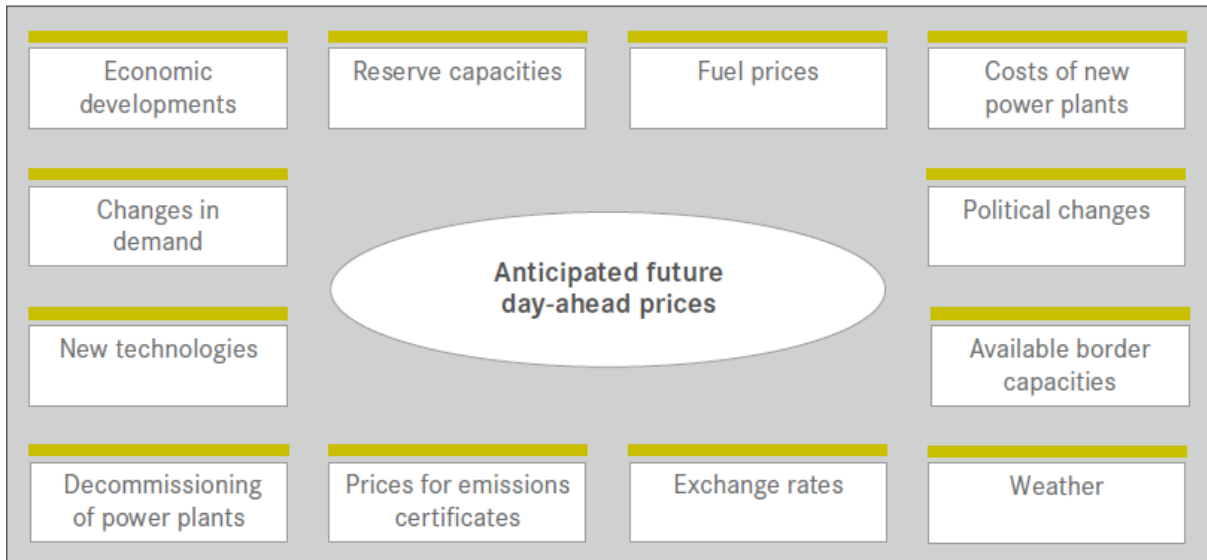 Economic
developments
Reserve capacities
Fuel prices
Costs of new
power plants
Changes in
demand
Political changes
Anticipated future
day-ahead prices
New technologies
Available border
capacities
Decommissioning
of power plants
Prices for emissions
certificates
Exchange rates
Weather